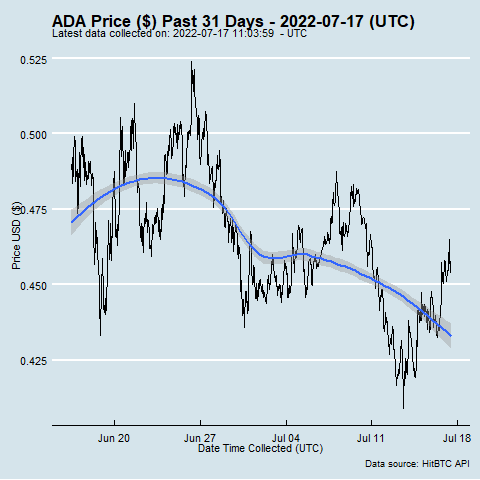 ADA Price ($) Past 31 Days - 2022-07-17 (UTC)
Latest data collected on: 2022-07-17 11:03:59 - UTC
0.525
0.500
0.475
0.450
0.425
Price USD ($)
Jun 20
Jun 27
Jul 04
Jul 11
Jul 18
Date Time Collected (UTC)
Data source: HitBTC API